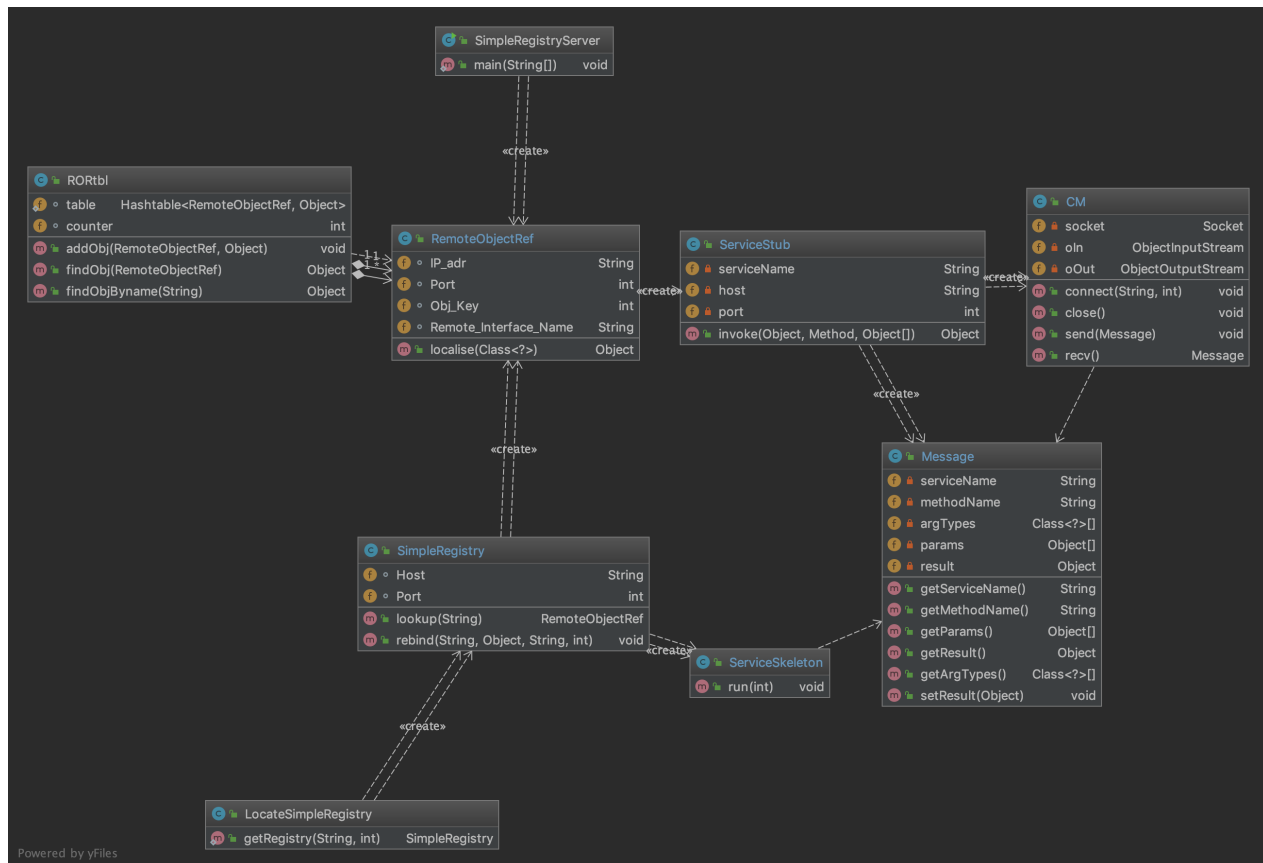 SimpleRegistryServer
main(String[]) void
«create»
RORtbl
table Hashtable<RemoteObjectRef, Object>
counter int
addObj(RemoteObjectRef, Object) void
findObj(RemoteObjectRef) Object
findObjByname(String) Object
1 1
1 *
RemoteObjectRef
IP_adr String
Port int
Obj_Key int
Remote_Interface_Name String
localise(Class<?>) Object
«create»
ServiceStub
serviceName String
host String
port int
invoke(Object, Method, Object[]) Object
«create»
CM
socket Socket
oIn ObjectInputStream
oOut ObjectOutputStream
connect(String, int) void
close() void
send(Message) void
recv() Message
«create»
«create»
Message
serviceName String
methodName String
argTypes Class<?>[]
params Object[]
result Object
getServiceName() String
getMethodName() String
getParams() Object[]
getResult() Object
getArgTypes() Class<?>[]
setResult(Object) void
SimpleRegistry
Host String
Port int
lookup(String) RemoteObjectRef
rebind(String, Object, String, int) void
«create»
ServiceSkeleton
run(int) void
«create»
LocateSimpleRegistry
getRegistry(String, int) SimpleRegistry
Powered by yFiles